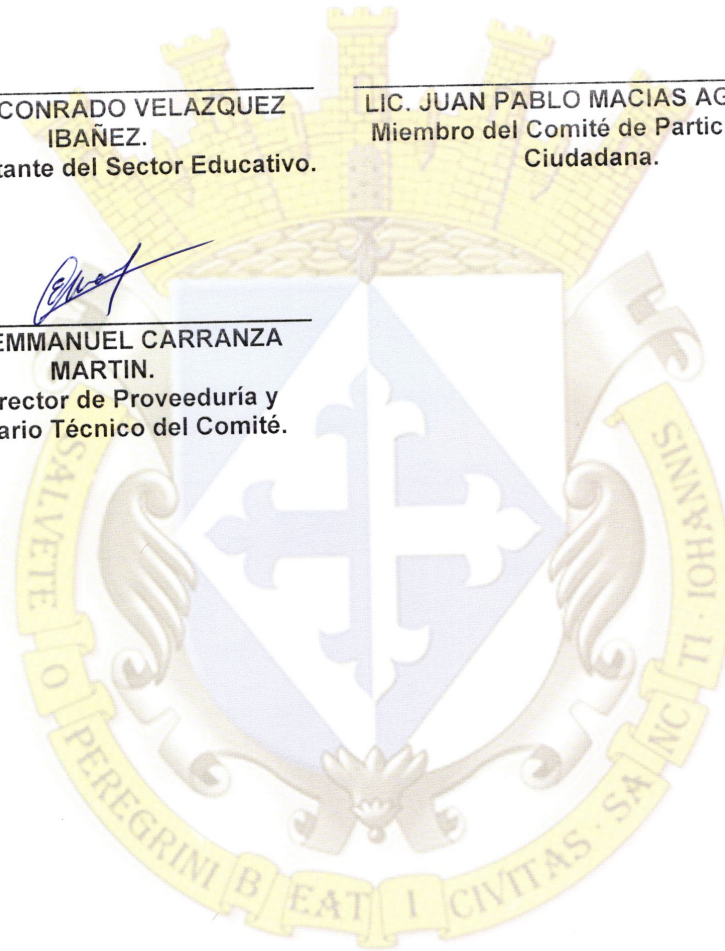 CONRADO VELAZQUEZ
IBAÑEZ.
tante del Sector Educativo.
LIC. JUAN PABLO MACIAS AG
Miembro del Comité de Partic
Ciudadana.
EMMANUEL CARRANZA
MARTIN.
rector de Proveeduría y
ario Técnico del Comité.
SALVETE O PEREGRINI BEATI CIVITAS · SANCTI · IOHANNIS